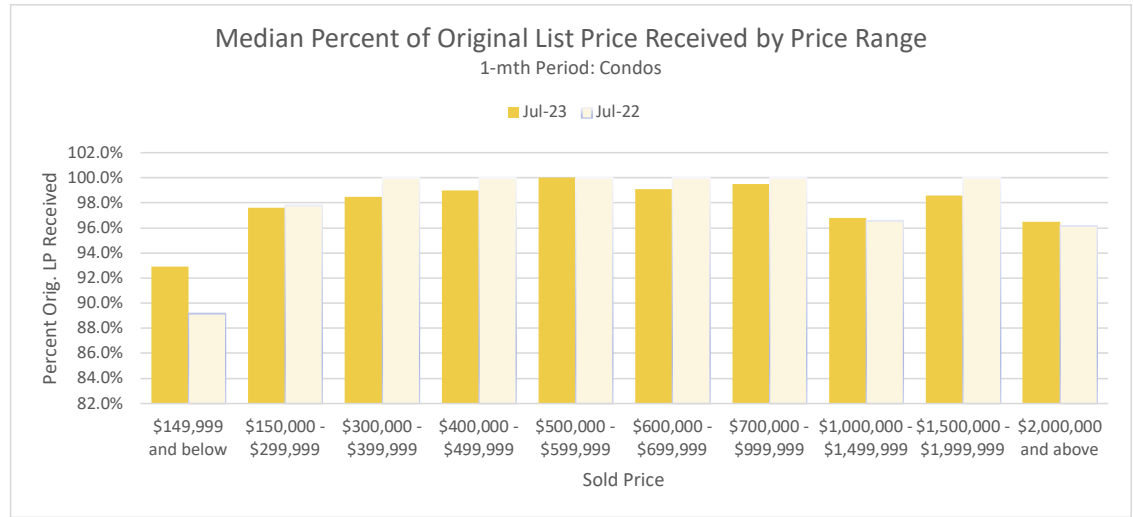 Median Percent of Original List Price Received by Price Range
1-mth Period: Condos
Jul-23 Jul-22
Percent Orig. LP Received
102.0%
100.0%
98.0%
96.0%
94.0%
92.0%
90.0%
88.0%
86.0%
84.0%
82.0%
$149,999 $150,000 - $300,000 - $400,000 - $500,000 - $600,000 - $700,000 - $1,000,000 - $1,500,000 - $2,000,000
and below $299,999 $399,999 $499,999 $599,999 $699,999 $999,999 $1,499,999 $1,999,999 and above
Sold Price